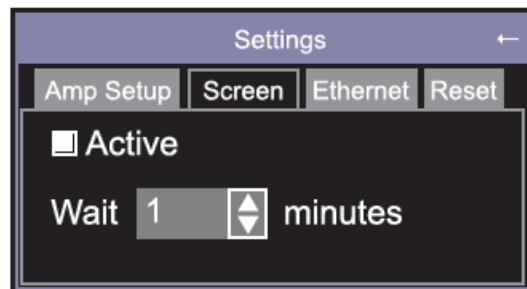 Settings ←
Amp Setup Screen Ethernet Reset
Active
Wait 1 minutes